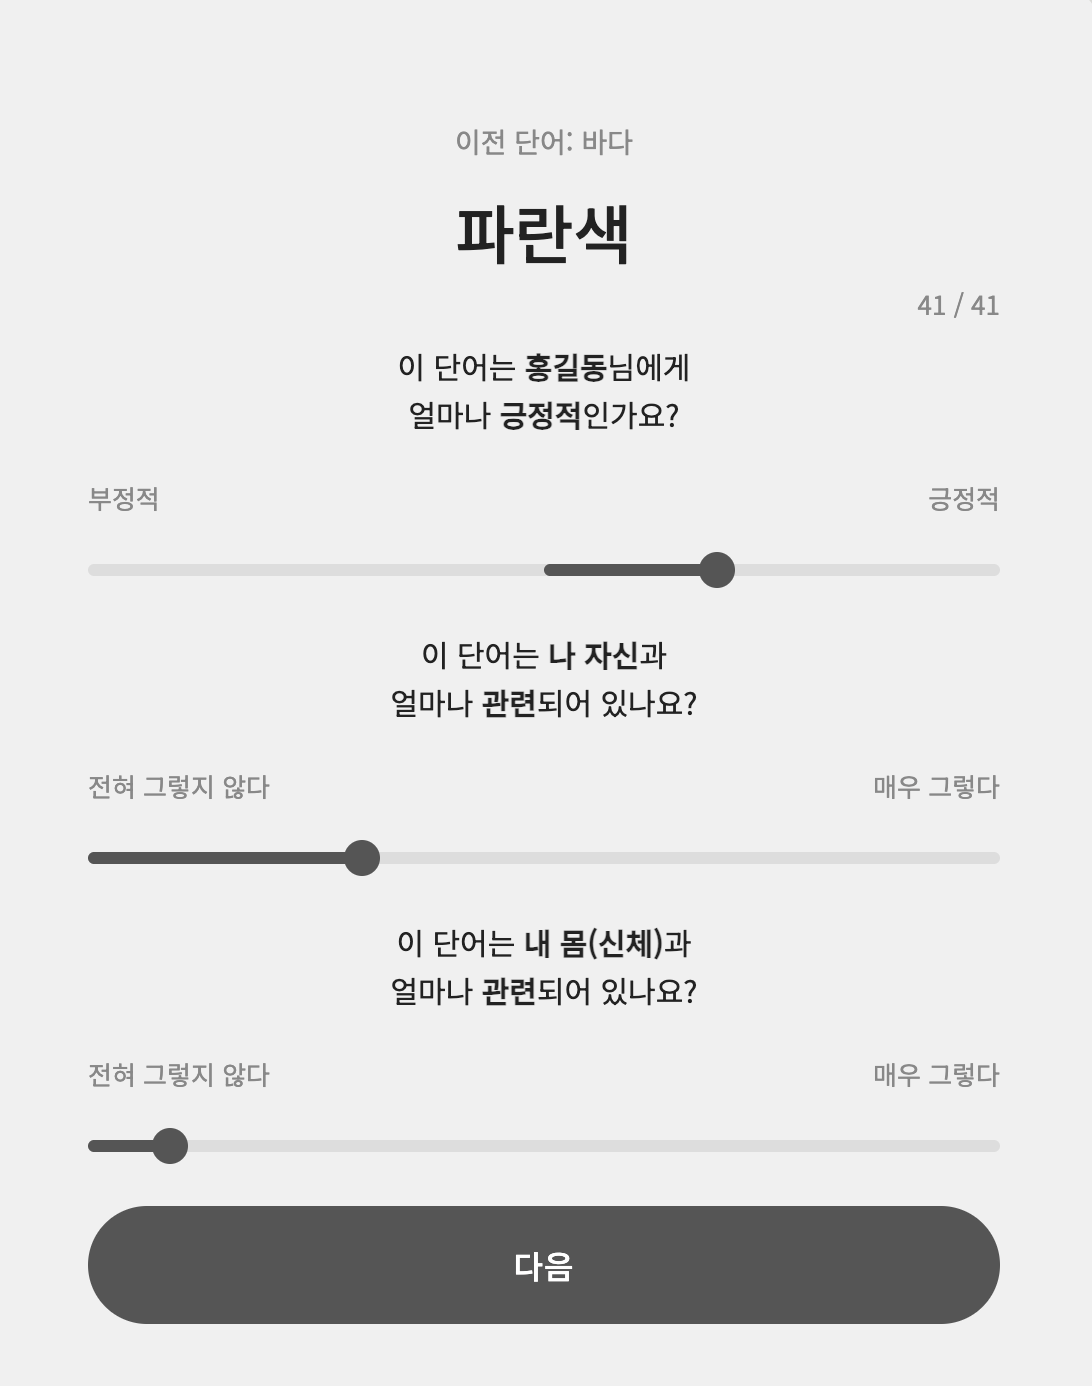 이전 단어: 바다
파란색
41 / 41
이 단어는 홍길동님에게
얼마나 긍정적인가요?
부정적
긍정적
이 단어는 나 자신과
얼마나 관련되어 있나요?
전혀 그렇지 않다
매우 그렇다
이 단어는 내 몸(신체)과
얼마나 관련되어 있나요?
전혀 그렇지 않다
매우 그렇다
다음